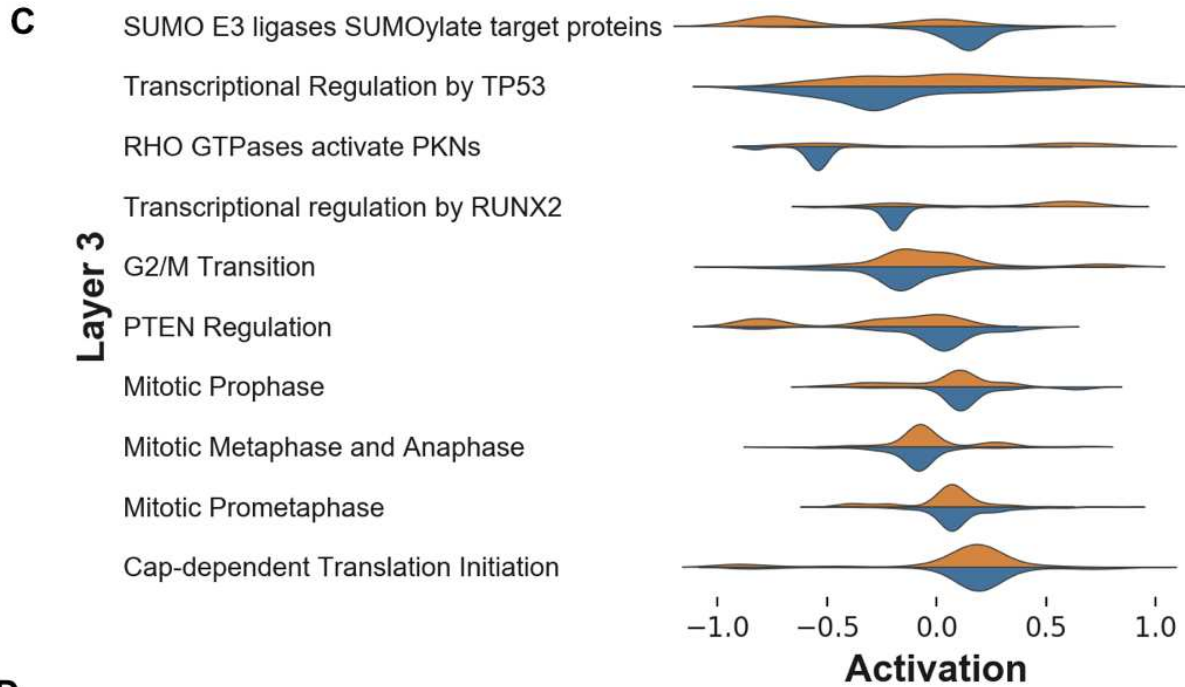 C
SUMO E3 ligases SUMOylate target proteins
Transcriptional Regulation by TP53
RHO GTPases activate PKNs
Transcriptional regulation by RUNX2
G2/M Transition
PTEN Regulation
Mitotic Prophase
Mitotic Metaphase and Anaphase
Mitotic Prometaphase
Cap-dependent Translation Initiation
Layer 3
−1.0 −0.5 0.0 0.5 1.0
Activation